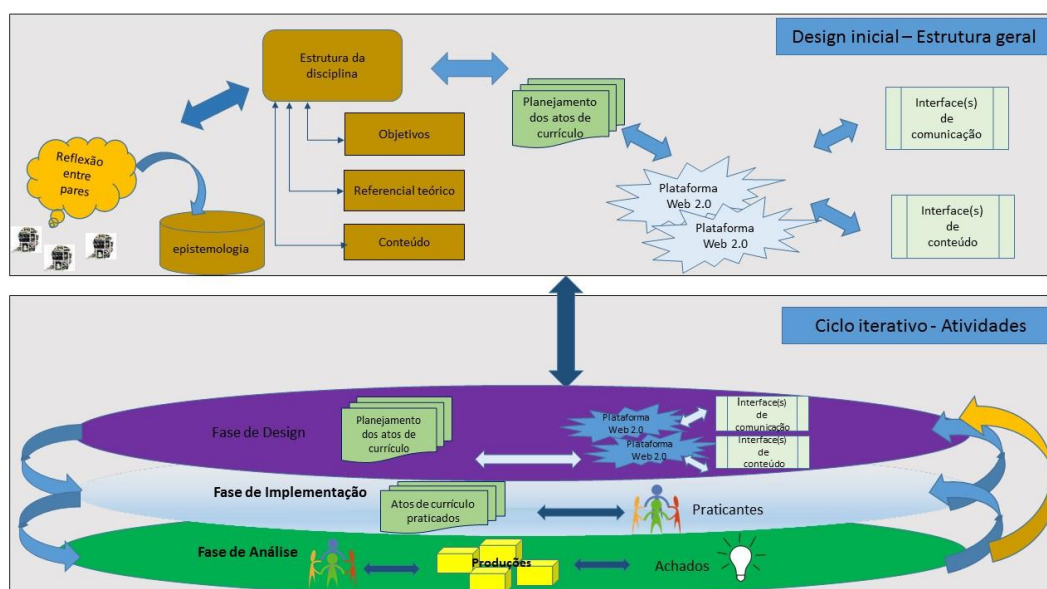 Design inicial – Estrutura geral
Estrutura da
disciplina
Objetivos
Referencial teórico
Conteúdo
Reflexão
entre
pares
epistemologia
Planejamento
dos atos de
currículo
Plataforma
Web 2.0
Plataforma
Web 2.0
Interface(s)
de
comunicação
Interface(s)
de
conteúdo
Ciclo iterativo - Atividades
Fase de Design
Planejamento
dos atos de
currículo
Plataforma
Web 2.0
Plataforma
Web 2.0
Interface(s)
de
comunicação
Interface(s)
de
conteúdo
Fase de Implementação
Atos de currículo
praticados
Praticantes
Fase de Análise
Produções
Achados